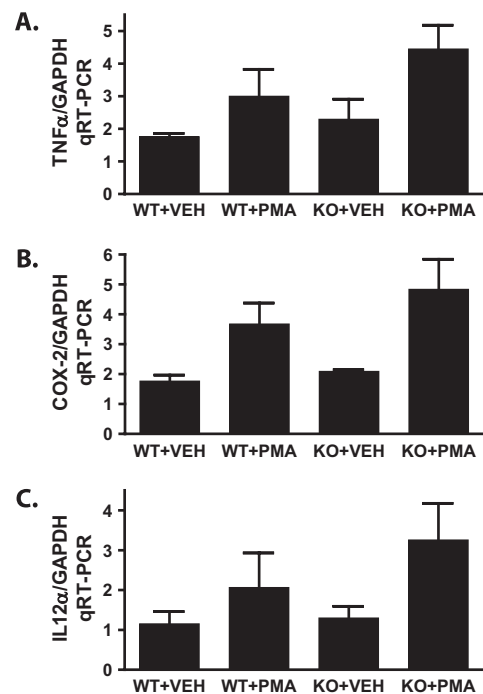 A.
TNFα/GAPDH
qRT-PCR
5
4
3
2
1
0
WT+VEH WT+PMA KO+VEH KO+PMA
B.
COX-2/GAPDH
qRT-PCR
6
5
4
3
2
1
0
WT+VEH WT+PMA KO+VEH KO+PMA
C.
IL12α/GAPDH
qRT-PCR
4
3
2
1
0
WT+VEH WT+PMA KO+VEH KO+PMA